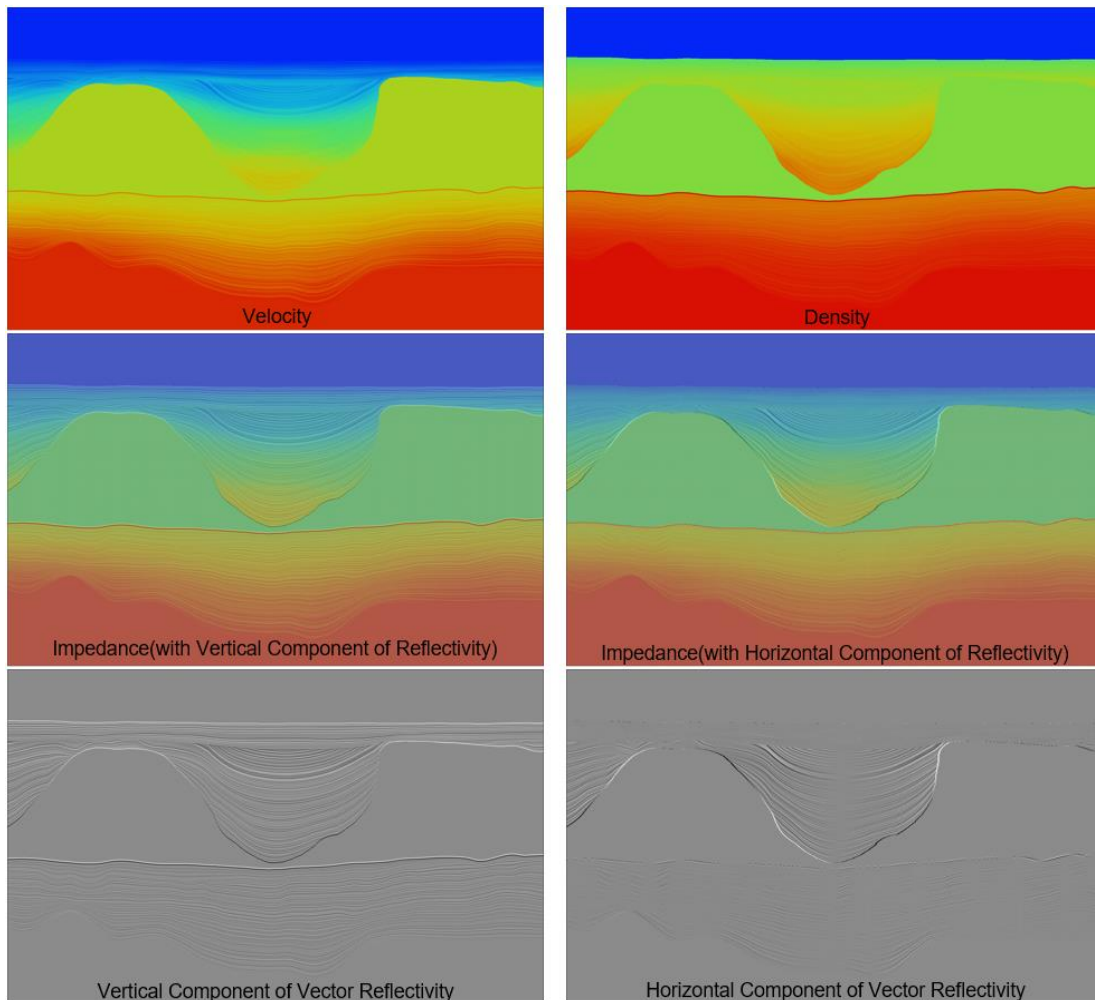 Velocity
Density
Impedance(with Vertical Component of Reflectivity)
Impedance(with Horizontal Component of Reflectivity)
Vertical Component of Vector Reflectivity
Horizontal Component of Vector Reflectivity